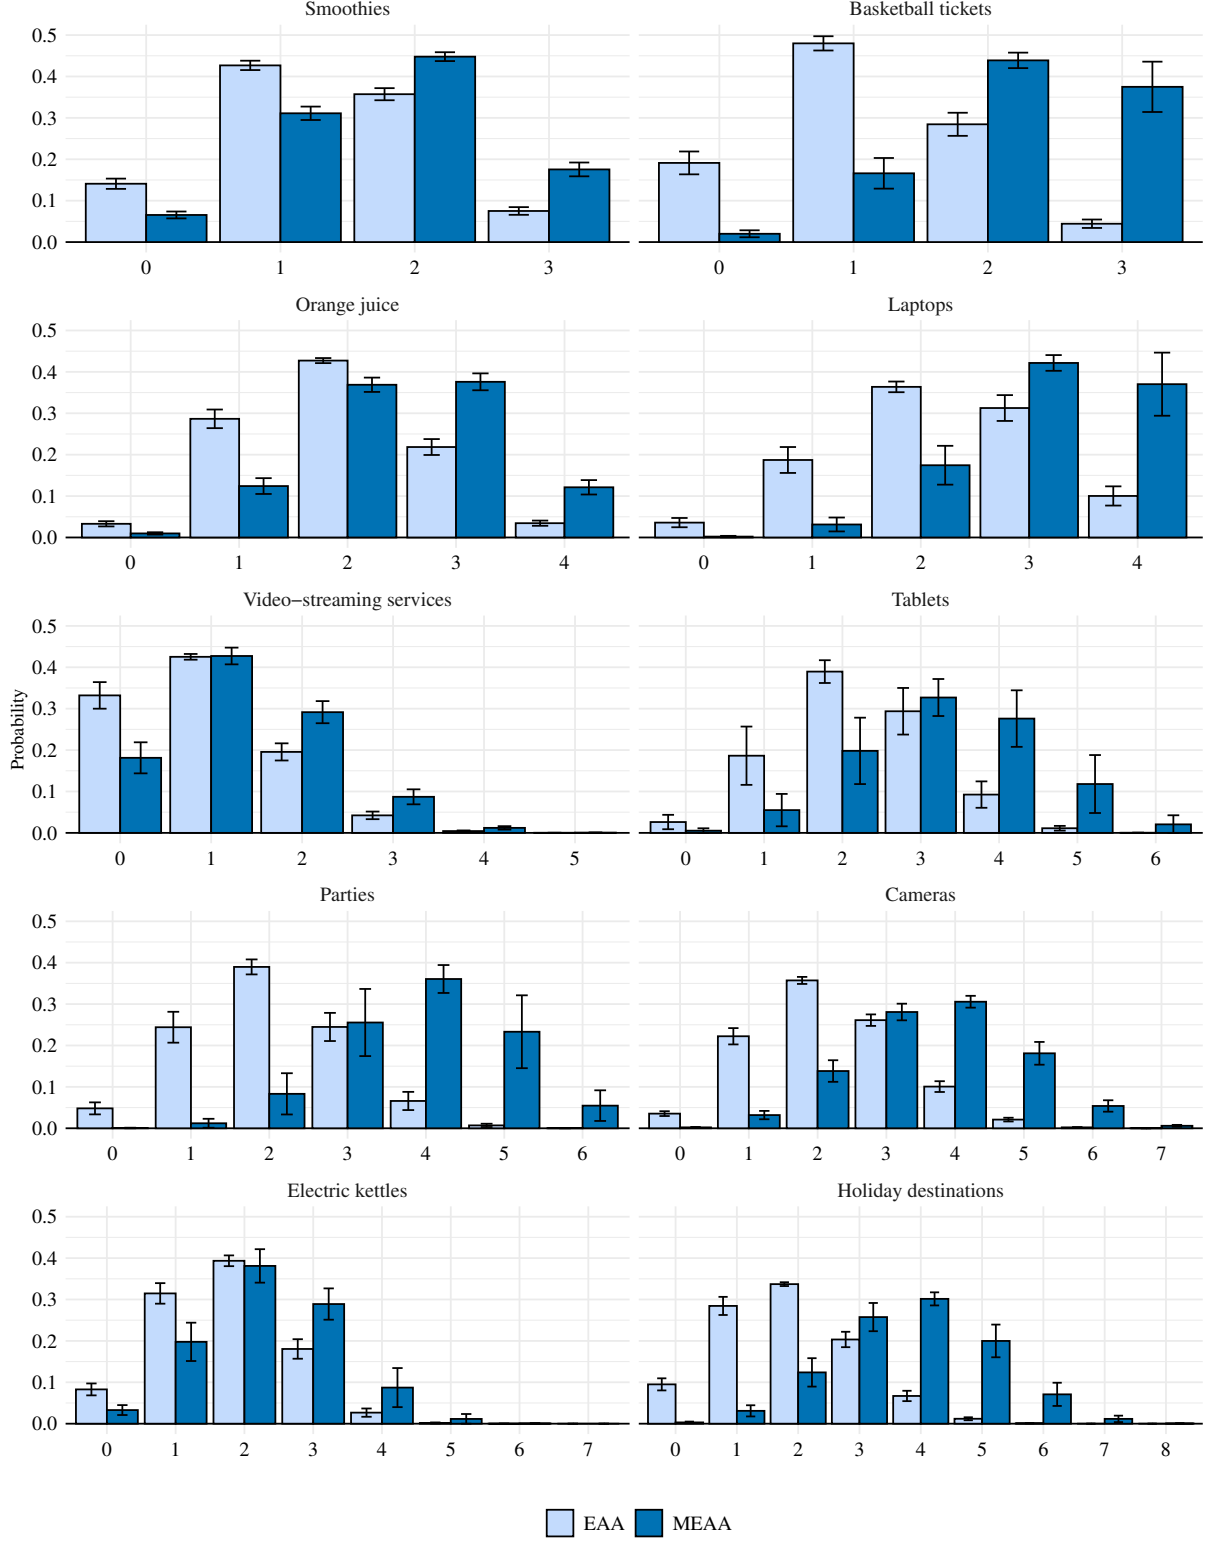 Smoothies
Basketball tickets
0.5
0.4
0.3
0.2
0.1
0.0
0 1 2 3
0 1 2 3
Orange juice
Laptops
0.5
0.4
0.3
0.2
0.1
0.0
0 1 2 3 4
0 1 2 3 4
Video−streaming services
Tablets
Probability
0.5
0.4
0.3
0.2
0.1
0.0
0 1 2 3 4 5
0 1 2 3 4 5 6
Parties
Cameras
0.5
0.4
0.3
0.2
0.1
0.0
0 1 2 3 4 5 6
0 1 2 3 4 5 6 7
Electric kettles
Holiday destinations
0.5
0.4
0.3
0.2
0.1
0.0
0 1 2 3 4 5 6 7
0 1 2 3 4 5 6 7 8
EAA MEAA